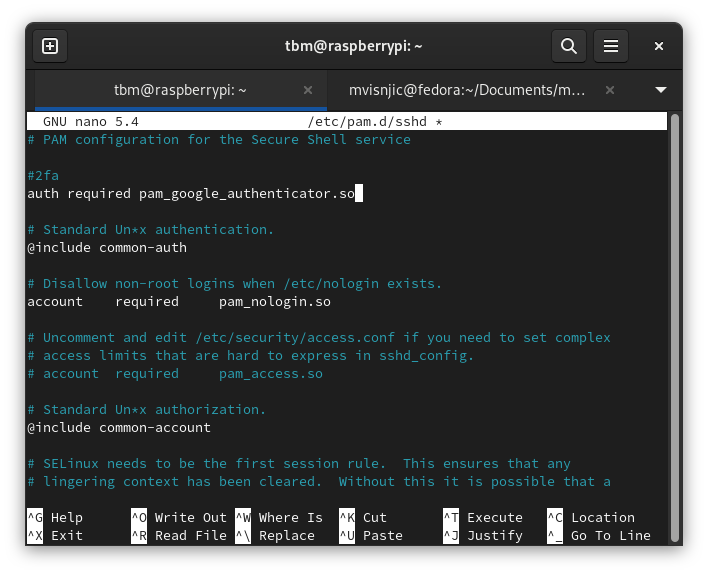 tbm@raspberrypi: ~
tbm@raspberrypi: ~ × mvisnjic@fedora:~/Documents/m... ×
GNU nano 5.4 /etc/pam.d/sshd *
# PAM configuration for the Secure Shell service
#2fa
auth required pam_google_authenticator.so
# Standard Un*x authentication.
@include common-auth
# Disallow non-root logins when /etc/nologin exists.
account    required     pam_nologin.so
# Uncomment and edit /etc/security/access.conf if you need to set complex
# access limits that are hard to express in sshd_config.
# account  required     pam_access.so
# Standard Un*x authorization.
@include common-account
# SELinux needs to be the first session rule.  This ensures that any
# lingering context has been cleared.  Without this it is possible that a
^G Help ^O Write Out ^W Where Is ^K Cut ^T Execute ^C Location
^X Exit ^R Read File ^\ Replace ^U Paste ^J Justify ^_ Go To Line